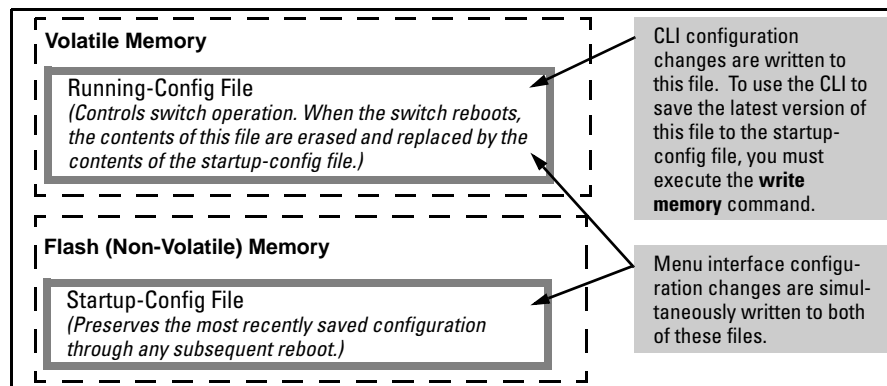 Volatile Memory
Running-Config File
(Controls switch operation. When the switch reboots,
the contents of this file are erased and replaced by the
contents of the startup-config file.)
CLI configuration
changes are written to
this file. To use the CLI to
save the latest version of
this file to the startup-
config file, you must
execute the write
memory command.
Flash (Non-Volatile) Memory
Startup-Config File
(Preserves the most recently saved configuration
through any subsequent reboot.)
Menu interface configu-
ration changes are simul-
taneously written to both
of these files.